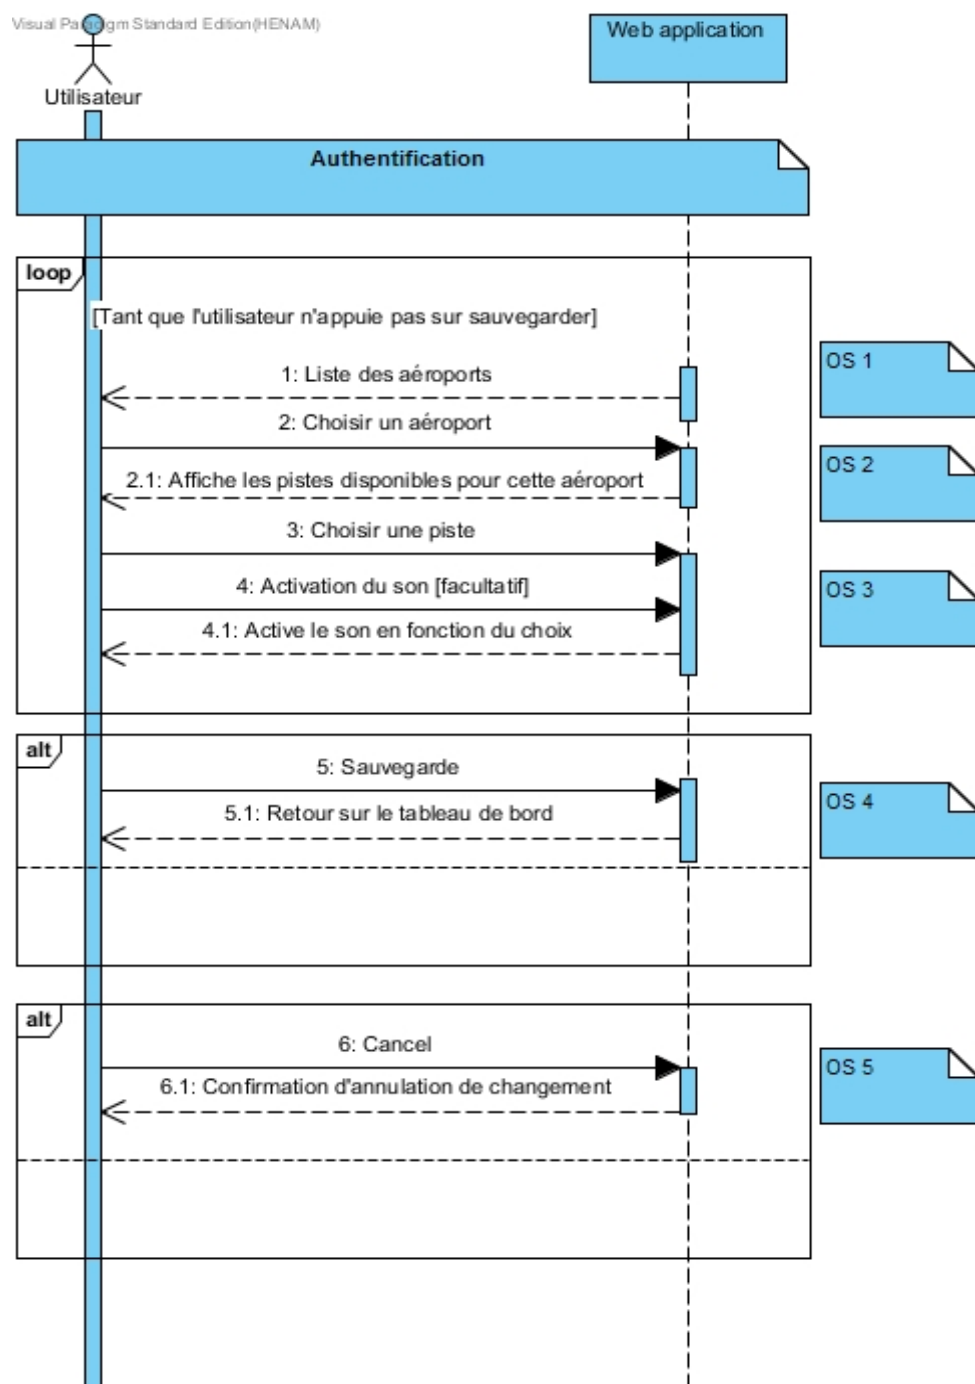 Visual Paradigm Standard Edition(HENAM)
Utilisateur
Web application
Authentification
loop
[Tant que l'utilisateur n'appuie pas sur sauvegarder]
1: Liste des aéroports
OS 1
2: Choisir un aéroport
2.1: Affiche les pistes disponibles pour cette aéroport
OS 2
3: Choisir une piste
4: Activation du son [facultatif]
OS 3
4.1: Active le son en fonction du choix
alt
5: Sauvegarde
5.1: Retour sur le tableau de bord
OS 4
alt
6: Cancel
6.1: Confirmation d'annulation de changement
OS 5